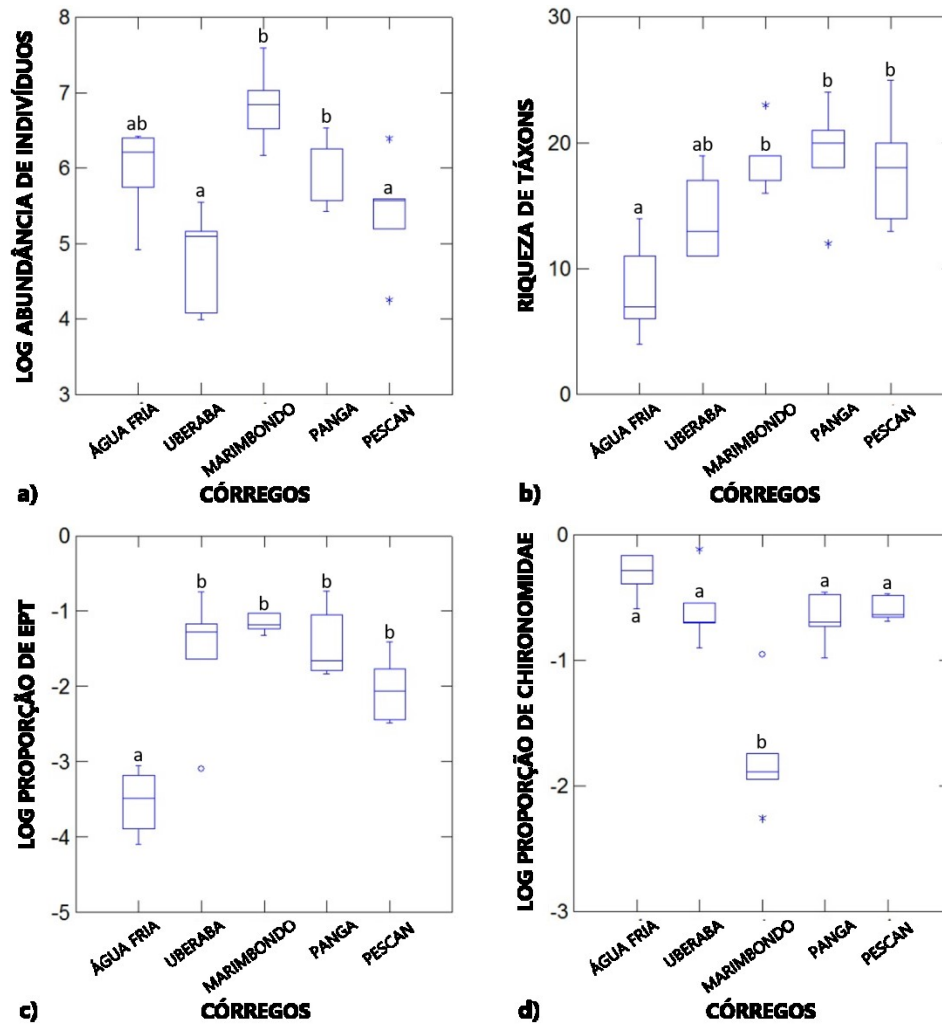 LOG ABUNDÂNCIA DE INDIVÍDUOS
8
7
6
5
4
3
ab
a
b
b
a
ÁGUA FRIA
UBERABA
MARIMBONDO
PANGA
PESCAN
a)
CÓRREGOS
RIQUEZA DE TÁXONS
30
20
10
0
a
ab
b
b
b
ÁGUA FRIA
UBERABA
MARIMBONDO
PANGA
PESCAN
b)
CÓRREGOS
LOG PROPORÇÃO DE EPT
0
-1
-2
-3
-4
-5
a
b
b
b
b
ÁGUA FRIA
UBERABA
MARIMBONDO
PANGA
PESCAN
c)
CÓRREGOS
LOG PROPORÇÃO DE CHIRONOMIDAE
-0
-1
-2
-3
a
a
b
a
a
ÁGUA FRIA
UBERABA
MARIMBONDO
PANGA
PESCAN
d)
CÓRREGOS